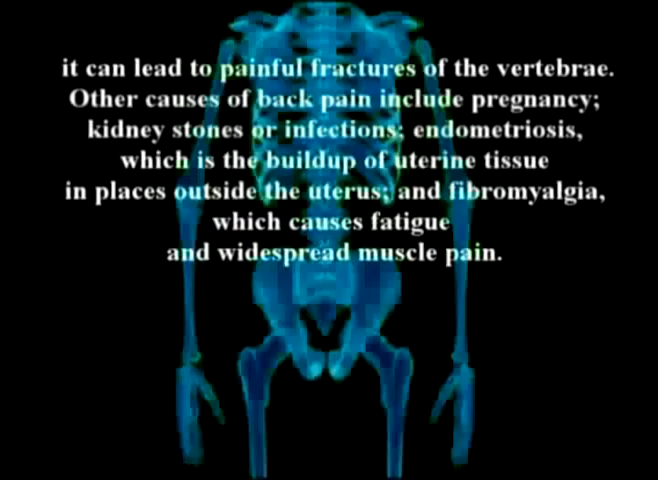 it can lead to painful fractures of the vertebrae.
Other causes of back pain include pregnancy;
kidney stones or infections; endometriosis,
which is the buildup of uterine tissue
in places outside the uterus; and fibromyalgia,
which causes fatigue
and widespread muscle pain.